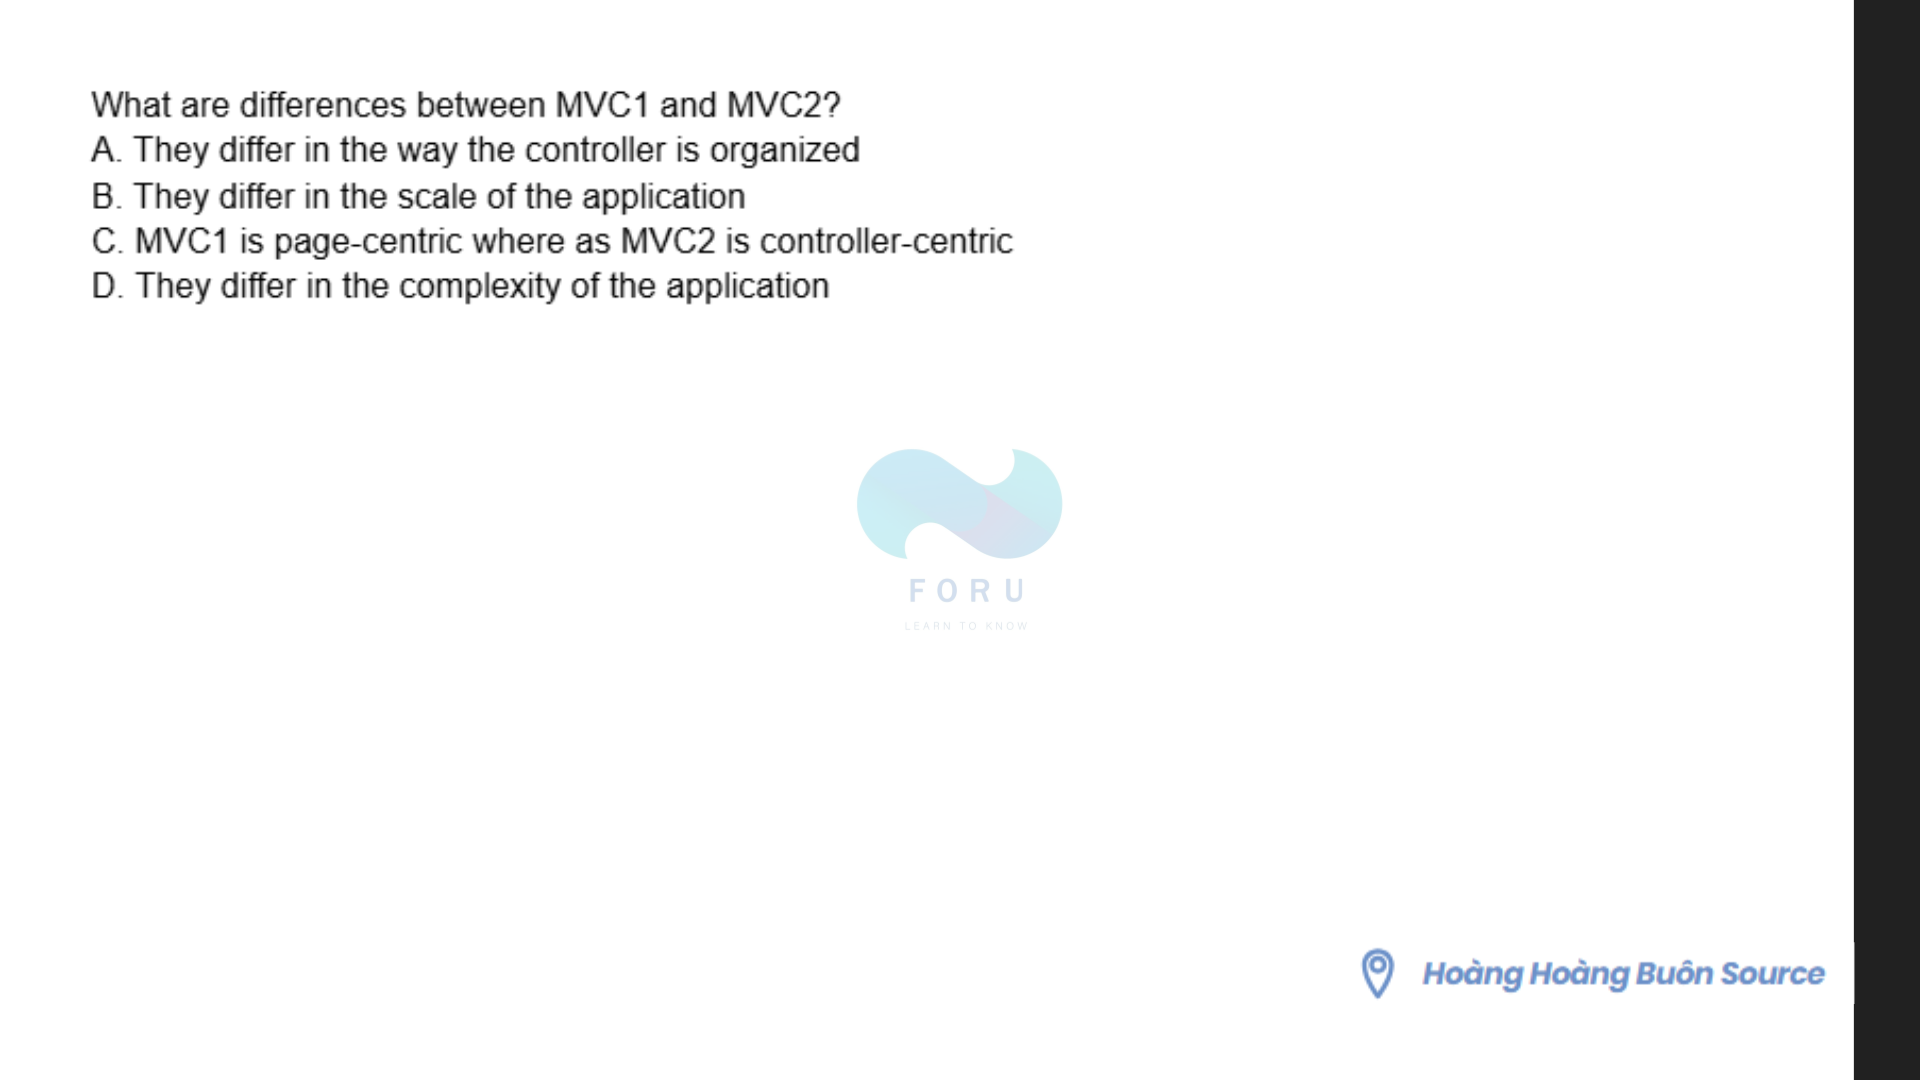 What are differences between MVC1 and MVC2?
A. They differ in the way the controller is organized
B. They differ in the scale of the application
C. MVC1 is page-centric where as MVC2 is controller-centric
D. They differ in the complexity of the application
FORU
LEARN TO KNOW
Hoàng Hoàng Buôn Source